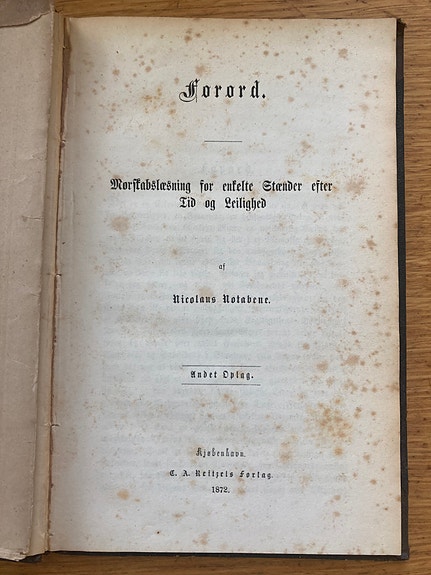 Forord.
Morskabslæsning for enkelte Stænder efter
Tid og Leilighed
af
Nicolaus Notabene.
Andet Oplag.
Kjøbenhavn.
C. A. Reitzels Forlag.
1872.